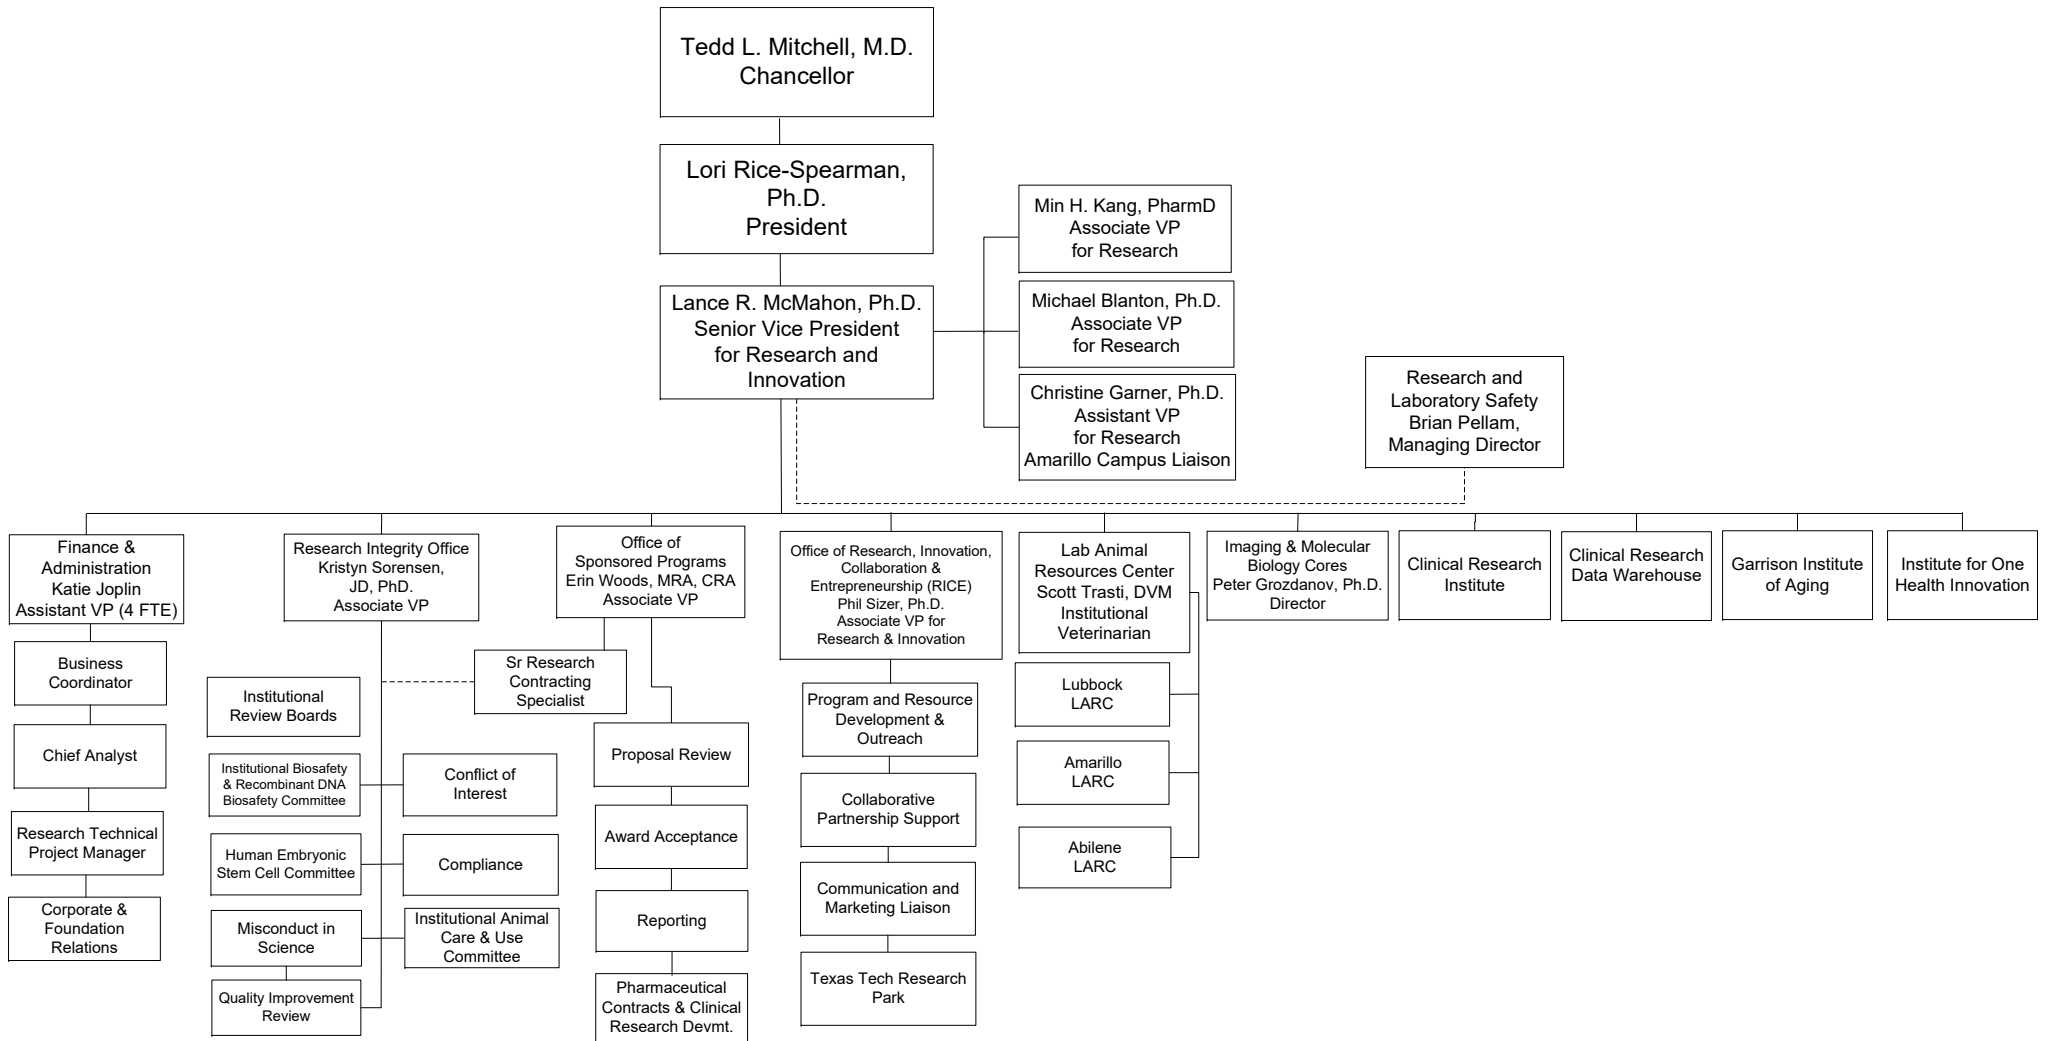 Tedd L. Mitchell, M.D.
Chancellor
Lori Rice-Spearman,
Ph.D.
President
Lance R. McMahon, Ph.D.
Senior Vice President
for Research and
Innovation
Min H. Kang, PharmD
Associate VP
for Research
Michael Blanton, Ph.D.
Associate VP
for Research
Christine Garner, Ph.D.
Assistant VP
for Research
Amarillo Campus Liaison
Research and
Laboratory Safety
Brian Pellam,
Managing Director
Finance &
Administration
Katie Joplin
Assistant VP (4 FTE)
Business
Coordinator
Chief Analyst
Research Technical
Project Manager
Corporate &
Foundation
Relations
Research Integrity Office
Kristyn Sorensen,
JD, PhD.
Associate VP
Institutional
Review Boards
Institutional Biosafety
& Recombinant DNA
Biosafety Committee
Conflict of
Interest
Human Embryonic
Stem Cell Committee
Compliance
Misconduct in
Science
Institutional Animal
Care & Use
Committee
Quality Improvement
Review
Office of
Sponsored Programs
Erin Woods, MRA, CRA
Associate VP
Sr Research
Contracting
Specialist
Proposal Review
Award Acceptance
Reporting
Pharmaceutical
Contracts & Clinical
Research Devmt.
Office of Research, Innovation,
Collaboration &
Entrepreneurship (RICE)
Phil Sizer, Ph.D.
Associate VP for
Research & Innovation
Program and Resource
Development &
Outreach
Collaborative
Partnership Support
Communication and
Marketing Liaison
Texas Tech Research
Park
Lab Animal
Resources Center
Scott Trasti, DVM
Institutional
Veterinarian
Lubbock
LARC
Amarillo
LARC
Abilene
LARC
Imaging & Molecular
Biology Cores
Peter Grozdanov, Ph.D.
Director
Clinical Research
Institute
Clinical Research
Data Warehouse
Garrison Institute
of Aging
Institute for One
Health Innovation